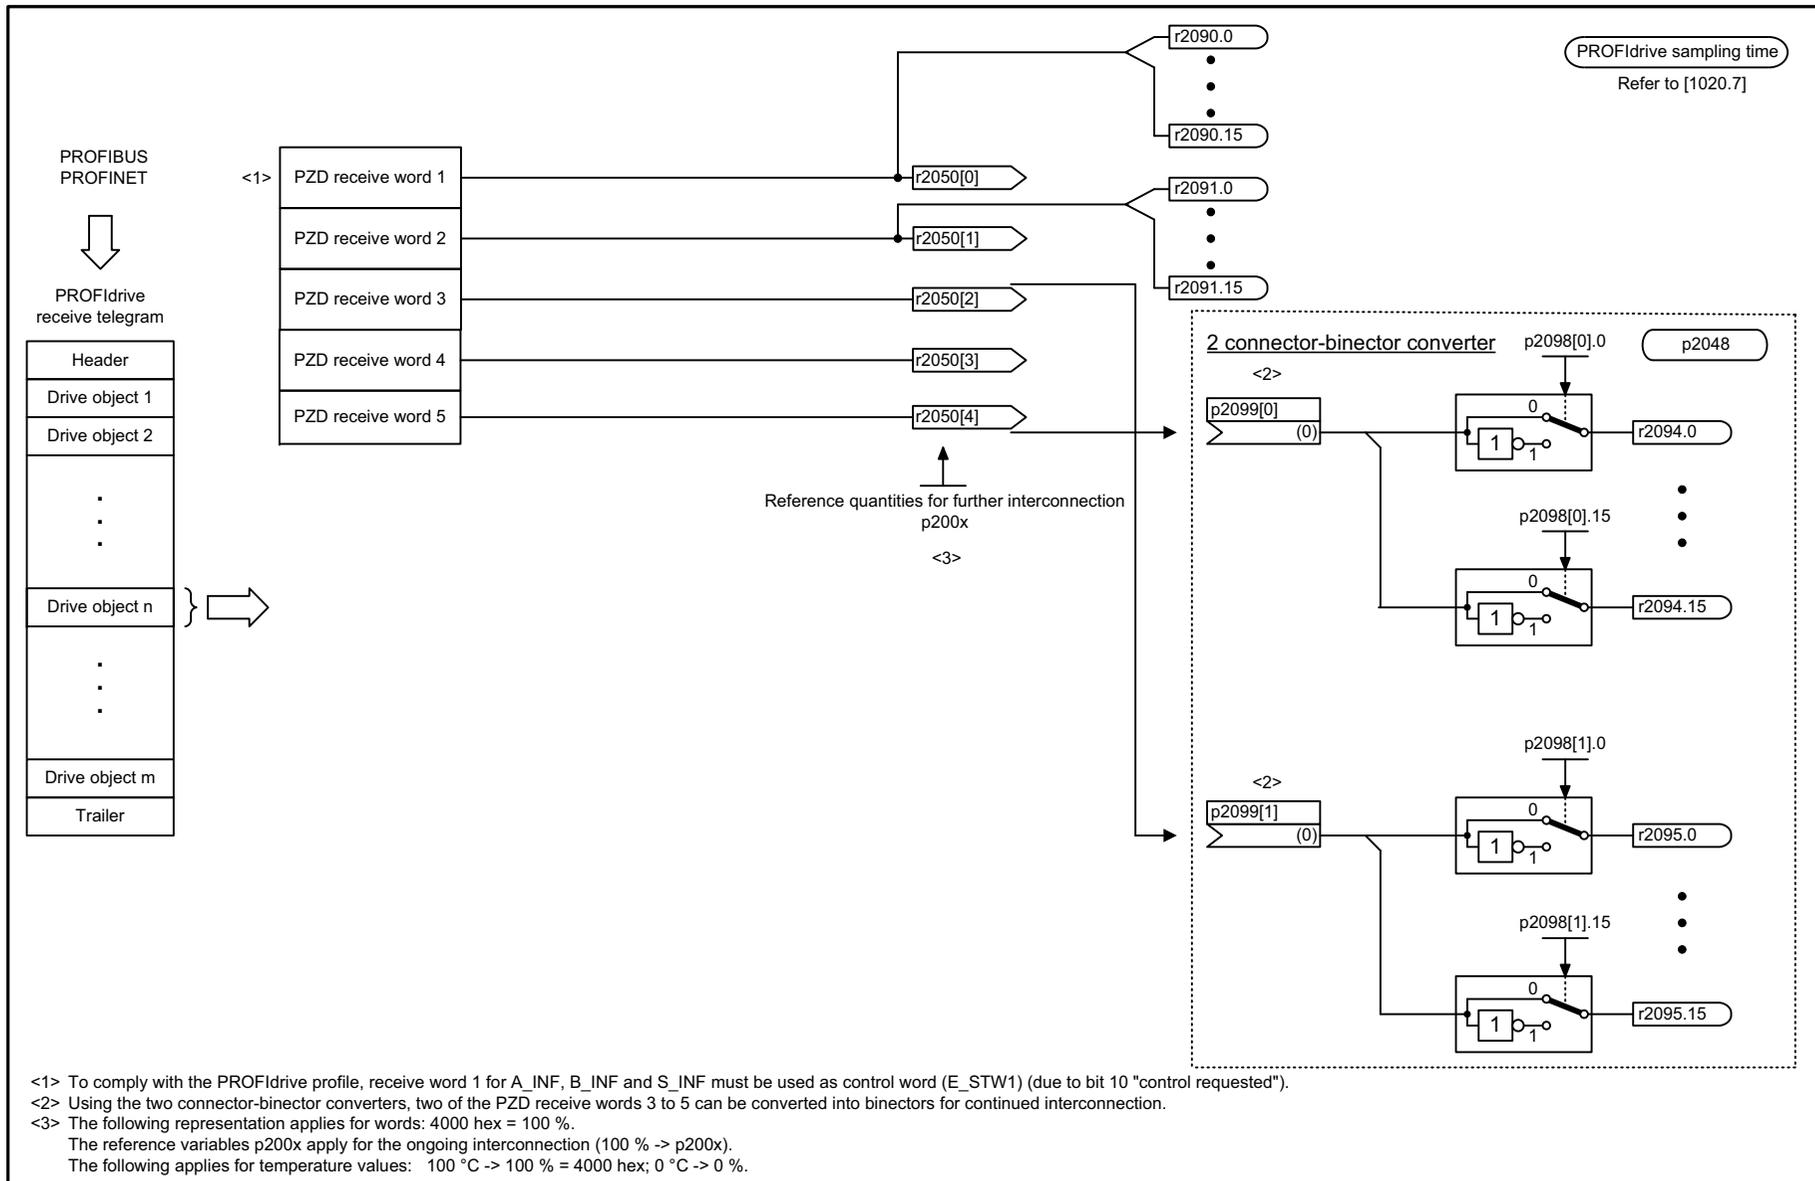 r2090.0
PROFIdrive sampling time
Refer to [1020.7]
r2090.15
PROFIBUS
PROFINET
<1>
PZD receive word 1
r2050[0]
r2091.0
PZD receive word 2
r2050[1]
r2091.15
PROFIdrive
receive telegram
PZD receive word 3
r2050[2]
PZD receive word 4
r2050[3]
PZD receive word 5
r2050[4]
Header
Drive object 1
Drive object 2
Drive object n
Drive object m
Trailer
Reference quantities for further interconnection
p200x
<3>
2 connector-binector converter
p2098[0].0
p2048
<2>
p2099[0]
(0)
0
1
1
r2094.0
p2098[0].15
0
1
1
r2094.15
p2098[1].0
<2>
p2099[1]
(0)
0
1
1
r2095.0
p2098[1].15
0
1
1
r2095.15
<1> To comply with the PROFIdrive profile, receive word 1 for A_INF, B_INF and S_INF must be used as control word (E_STW1) (due to bit 10 "control requested").
<2> Using the two connector-binector converters, two of the PZD receive words 3 to 5 can be converted into binectors for continued interconnection.
<3> The following representation applies for words: 4000 hex = 100 %.
The reference variables p200x apply for the ongoing interconnection (100 % -> p200x).
The following applies for temperature values: 100 °C -> 100 % = 4000 hex; 0 °C -> 0 %.